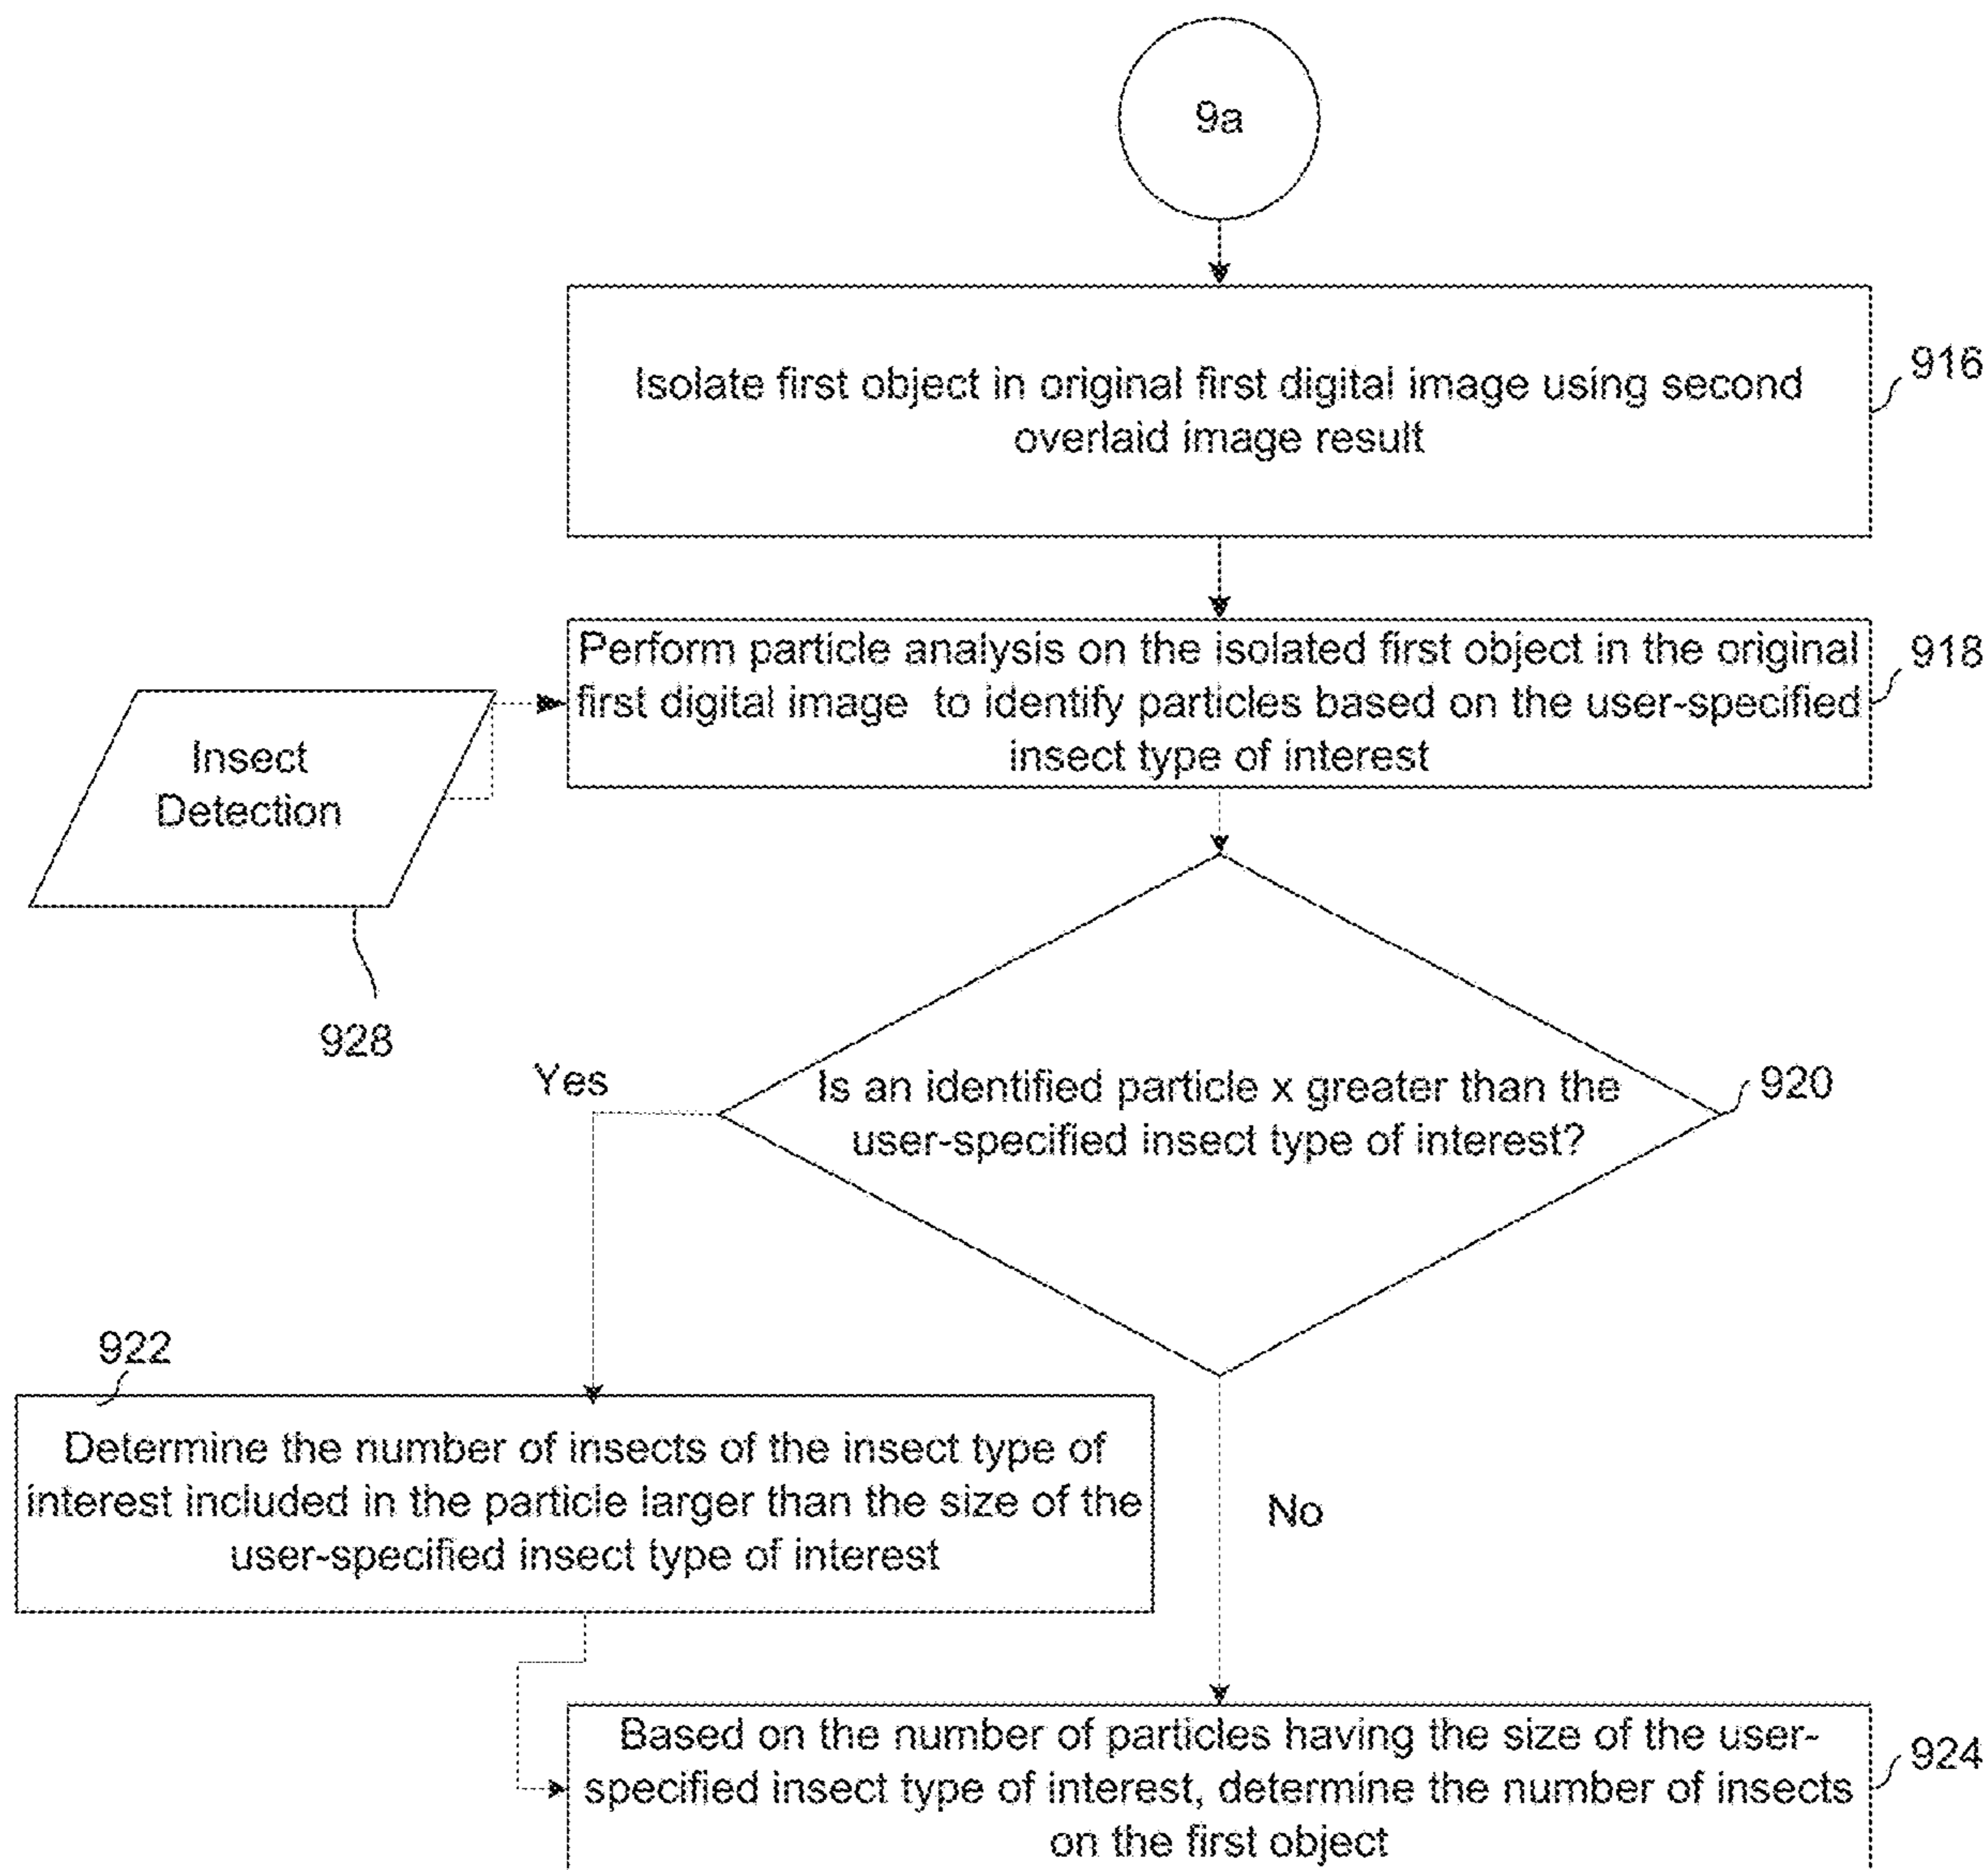 9a
Isolate first object in original first digital image using second
overlaid image result
916
Perform particle analysis on the isolated first object in the original
first digital image to identify particles based on the user-specified
insect type of interest
918
Insect
Detection
928
Is an identified particle x greater than the
user-specified insect type of interest?
920
Yes
922
Determine the number of insects of the insect type of
interest included in the particle larger than the size of the
user-specified insect type of interest
No
Based on the number of particles having the size of the user-
specified insect type of interest, determine the number of insects
on the first object
924